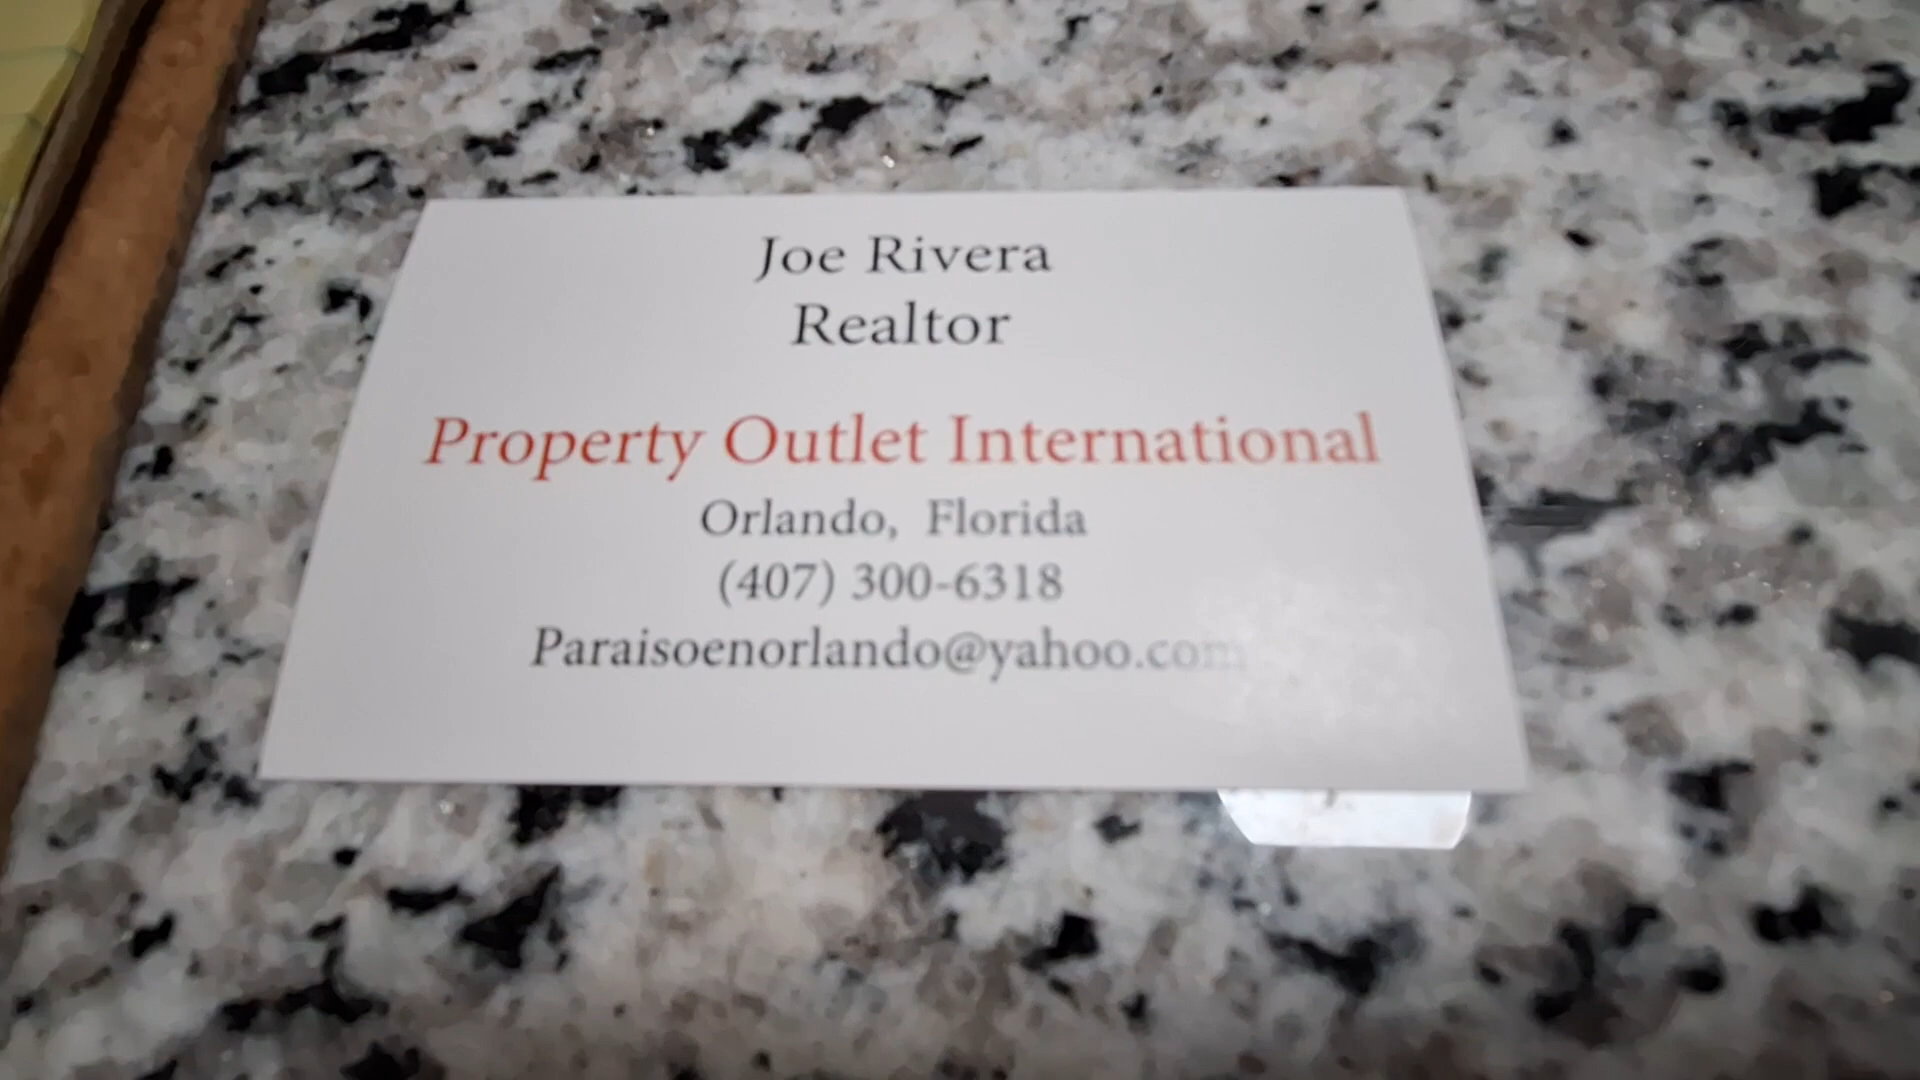 Joe Rivera
Realtor
Property Outlet International
Orlando, Florida
(407) 300-6318
Paraisoenorlando@yahoo.com